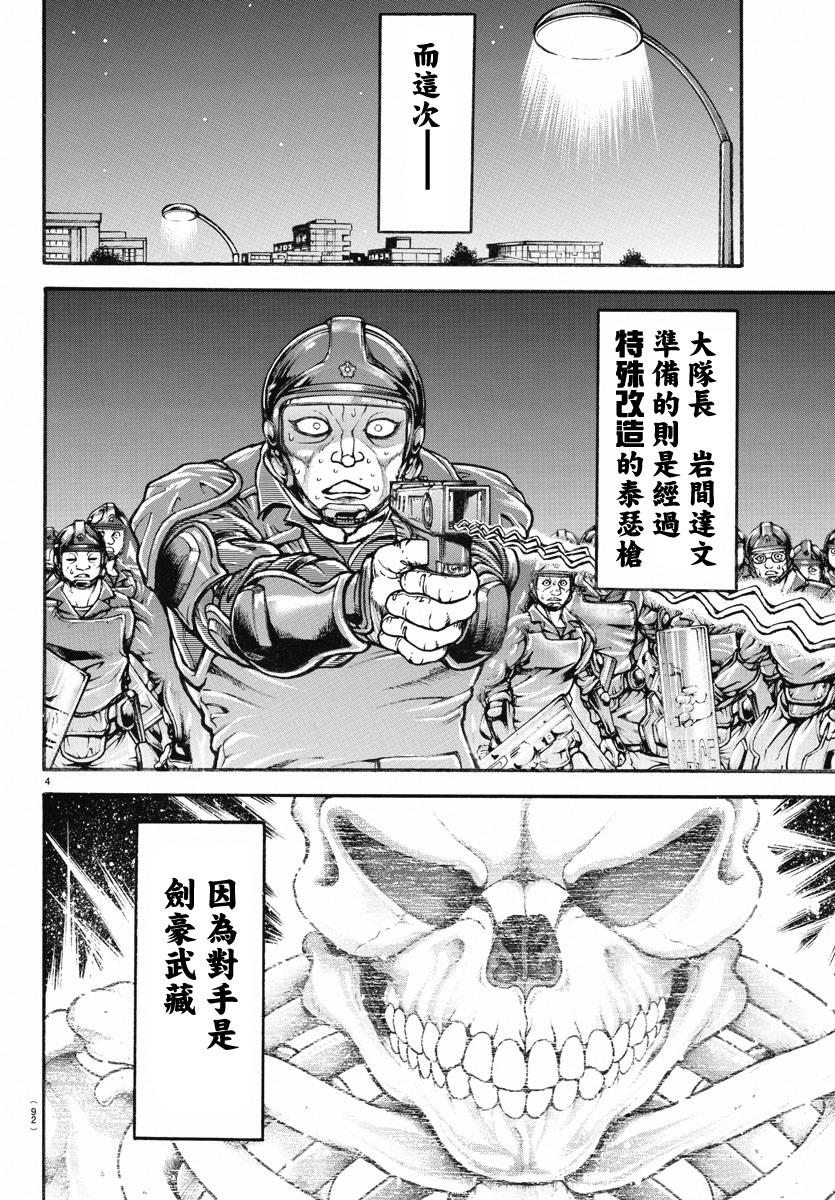 而這次——
大隊長 岩間達文
準備的則是經過
特殊改造的泰瑟槍
4
因為對手是
劍豪武藏
(92)